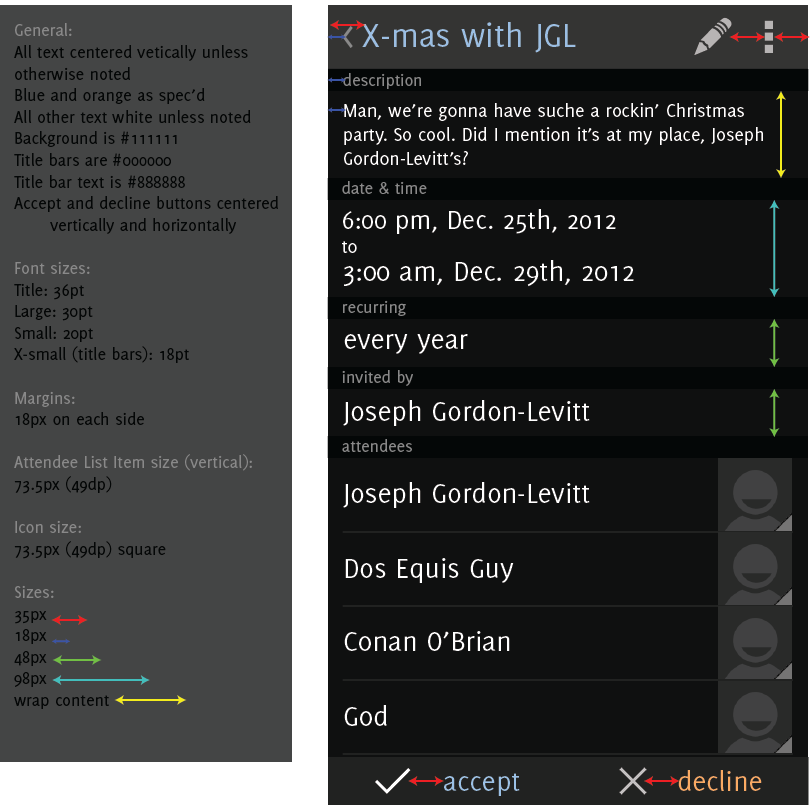 General:
All text centered vetically unless
otherwise noted
Blue and orange as spec'd
All other text white unless noted
Background is #111111
Title bars are #000000
Title bar text is #888888
Accept and decline buttons centered
vertically and horizontally
Font sizes:
Title: 36pt
Large: 30pt
Small: 20pt
X-small (title bars): 18pt
Margins:
18px on each side
Attendee List Item size (vertical):
73.5px (49dp)
Icon size:
73.5px (49dp) square
Sizes:
35px
18px
48px
98px
wrap content
X-mas with JGL
description
Man, we're gonna have suche a rockin' Christmas
party. So cool. Did I mention it's at my place, Joseph
Gordon-Levitt's?
date & time
6:00 pm, Dec. 25th, 2012
to
3:00 am, Dec. 29th, 2012
recurring
every year
invited by
Joseph Gordon-Levitt
attendees
Joseph Gordon-Levitt
Dos Equis Guy
Conan O'Brian
God
accept
decline